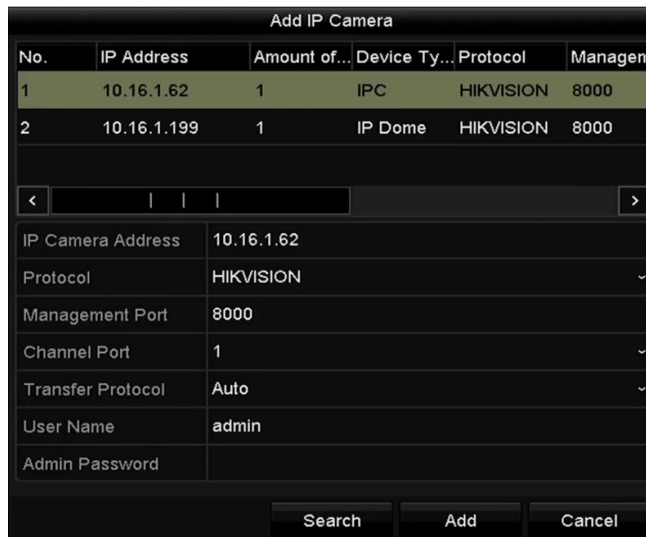 Add IP Camera
No. IP Address Amount of... Device Ty... Protocol Managem
1 10.16.1.62 1 IPC HIKVISION 8000
2 10.16.1.199 1 IP Dome HIKVISION 8000
IP Camera Address 10.16.1.62
Protocol HIKVISION
Management Port 8000
Channel Port 1
Transfer Protocol Auto
User Name admin
Admin Password
Search Add Cancel